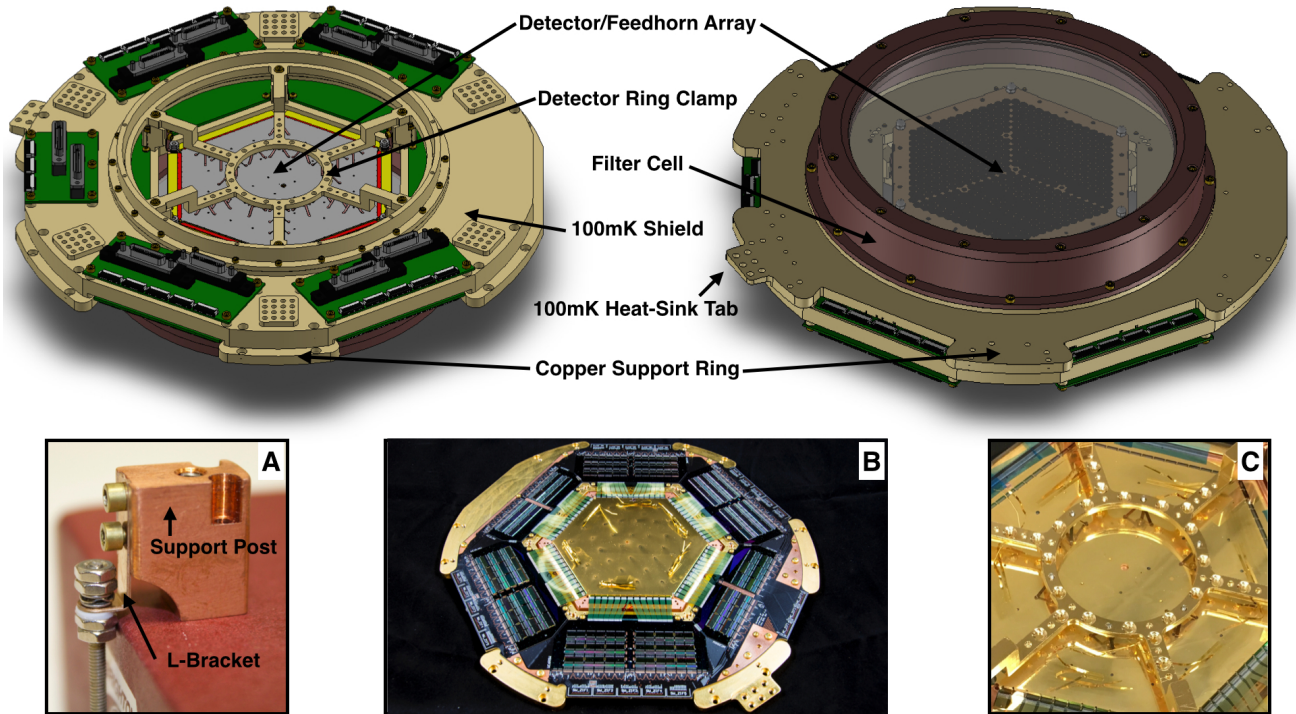 Detector/Feedhorn Array
Detector Ring Clamp
Filter Cell
100mK Shield
100mK Heat-Sink Tab
Copper Support Ring
A
Support Post
L-Bracket
B
C